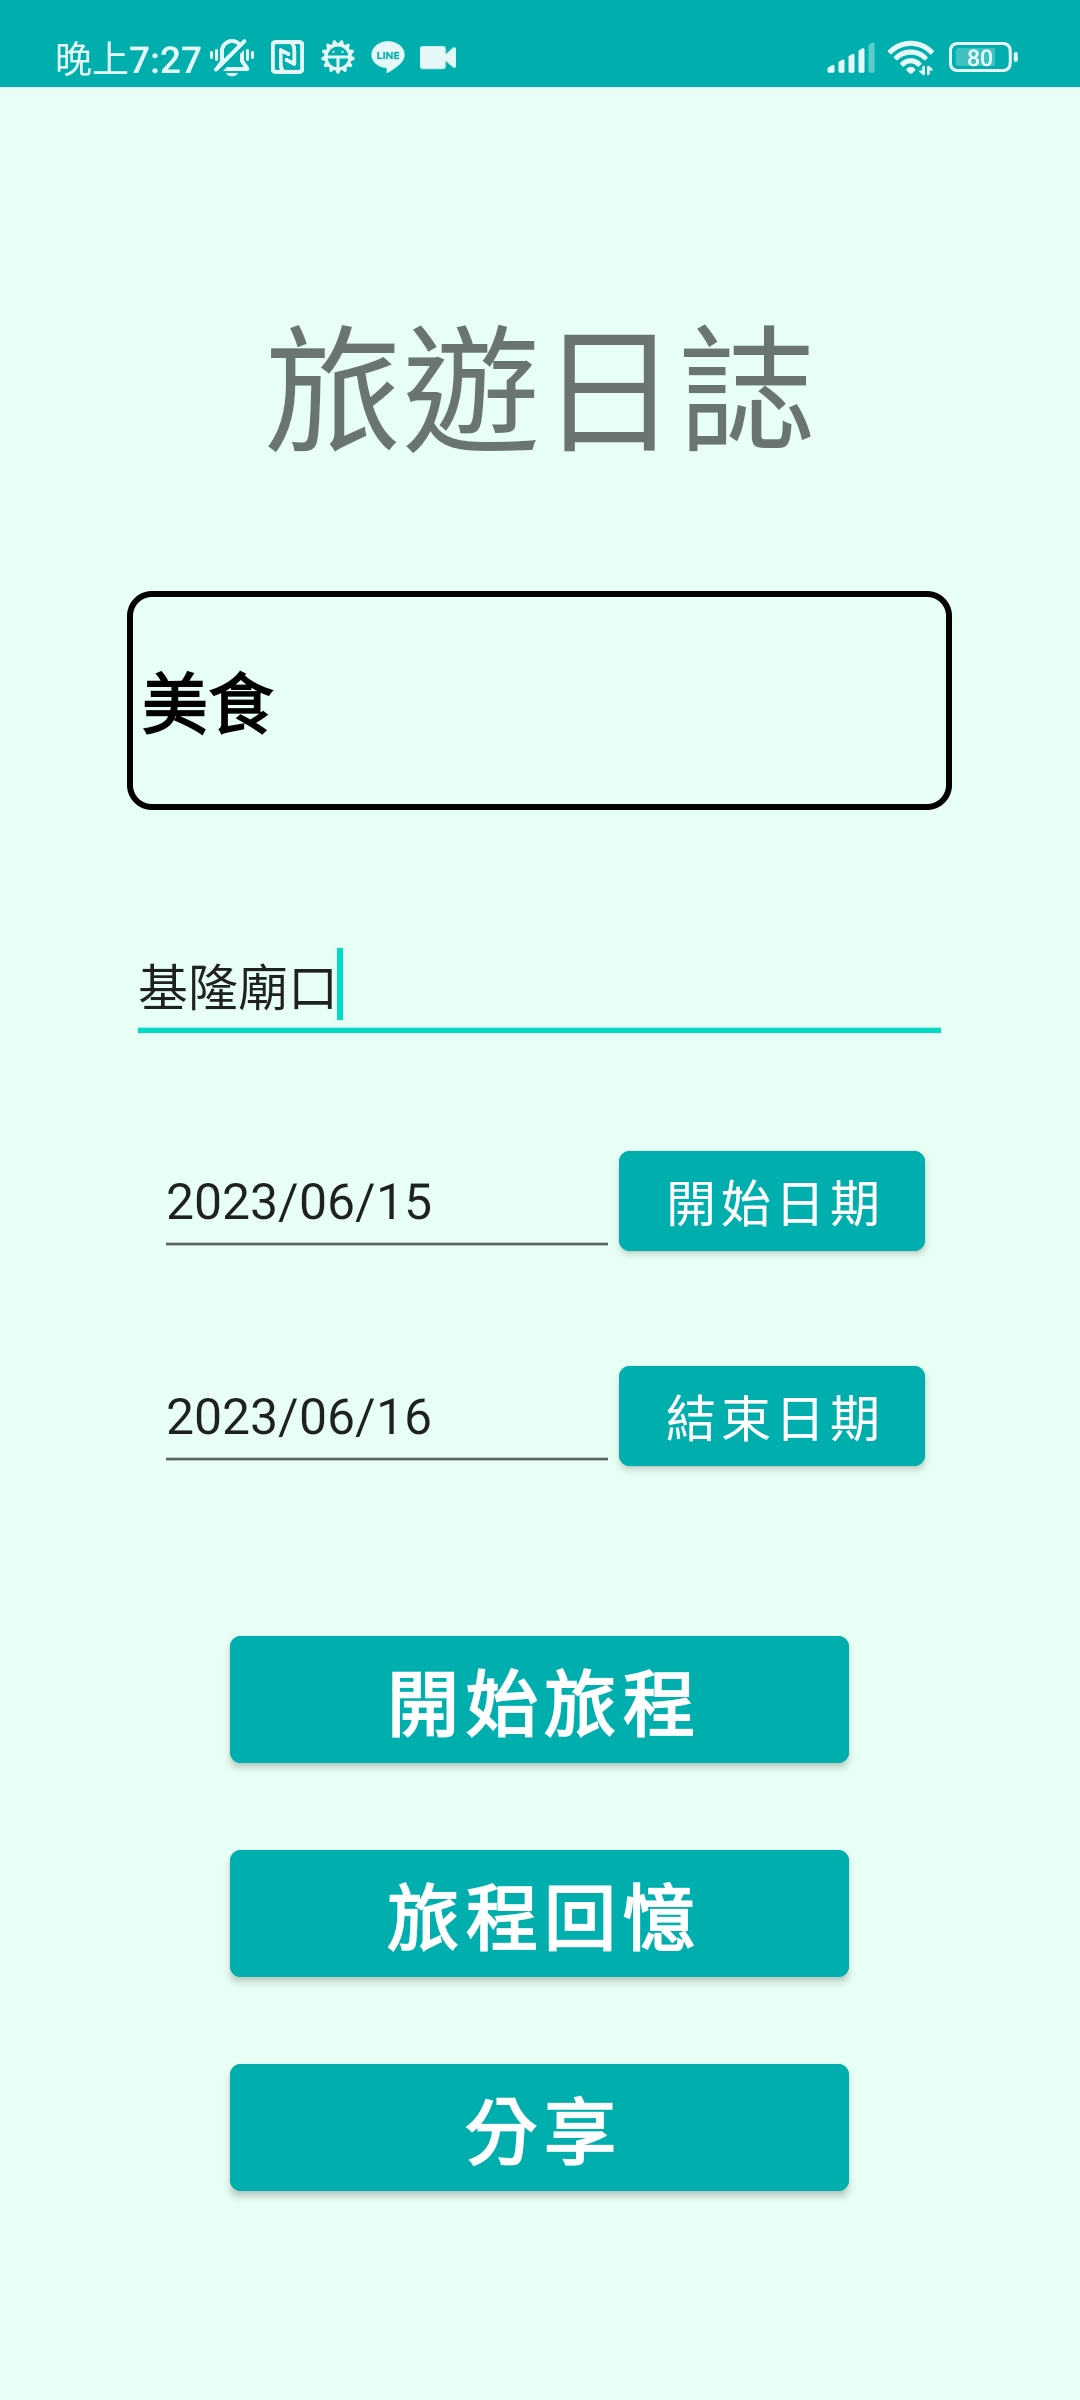 晚上7:27 LINE 80
旅遊日誌
美食
基隆廟口
2023/06/15 開始日期
2023/06/16 結束日期
開始旅程
旅程回憶
分享